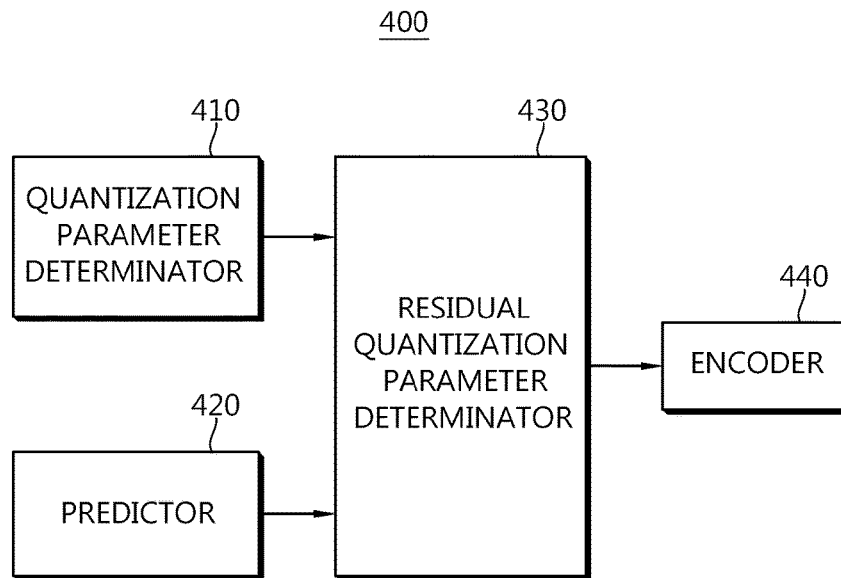 400
410
QUANTIZATION
PARAMETER
DETERMINATOR
430
RESIDUAL
QUANTIZATION
PARAMETER
DETERMINATOR
440
ENCODER
420
PREDICTOR